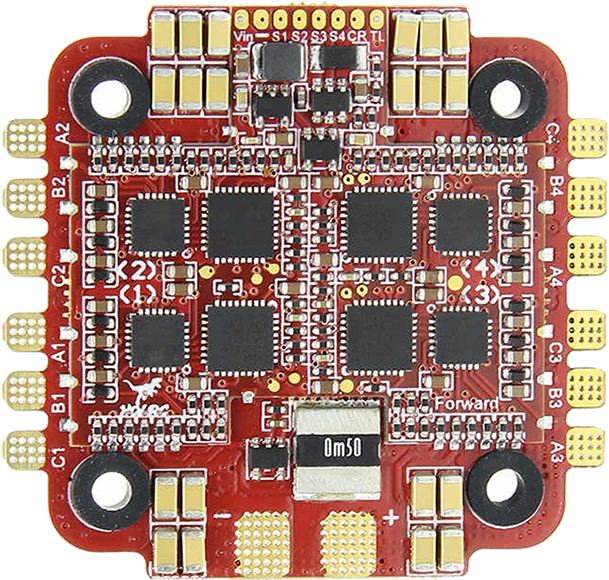 Vin - S1 S2 S3 S4 CR TL
A2
B2
C2
A1
B1
C1
C4
B4
A4
C3
B3
A3
(2)
(1)
(4)
(3)
Forward
0m50
-
+